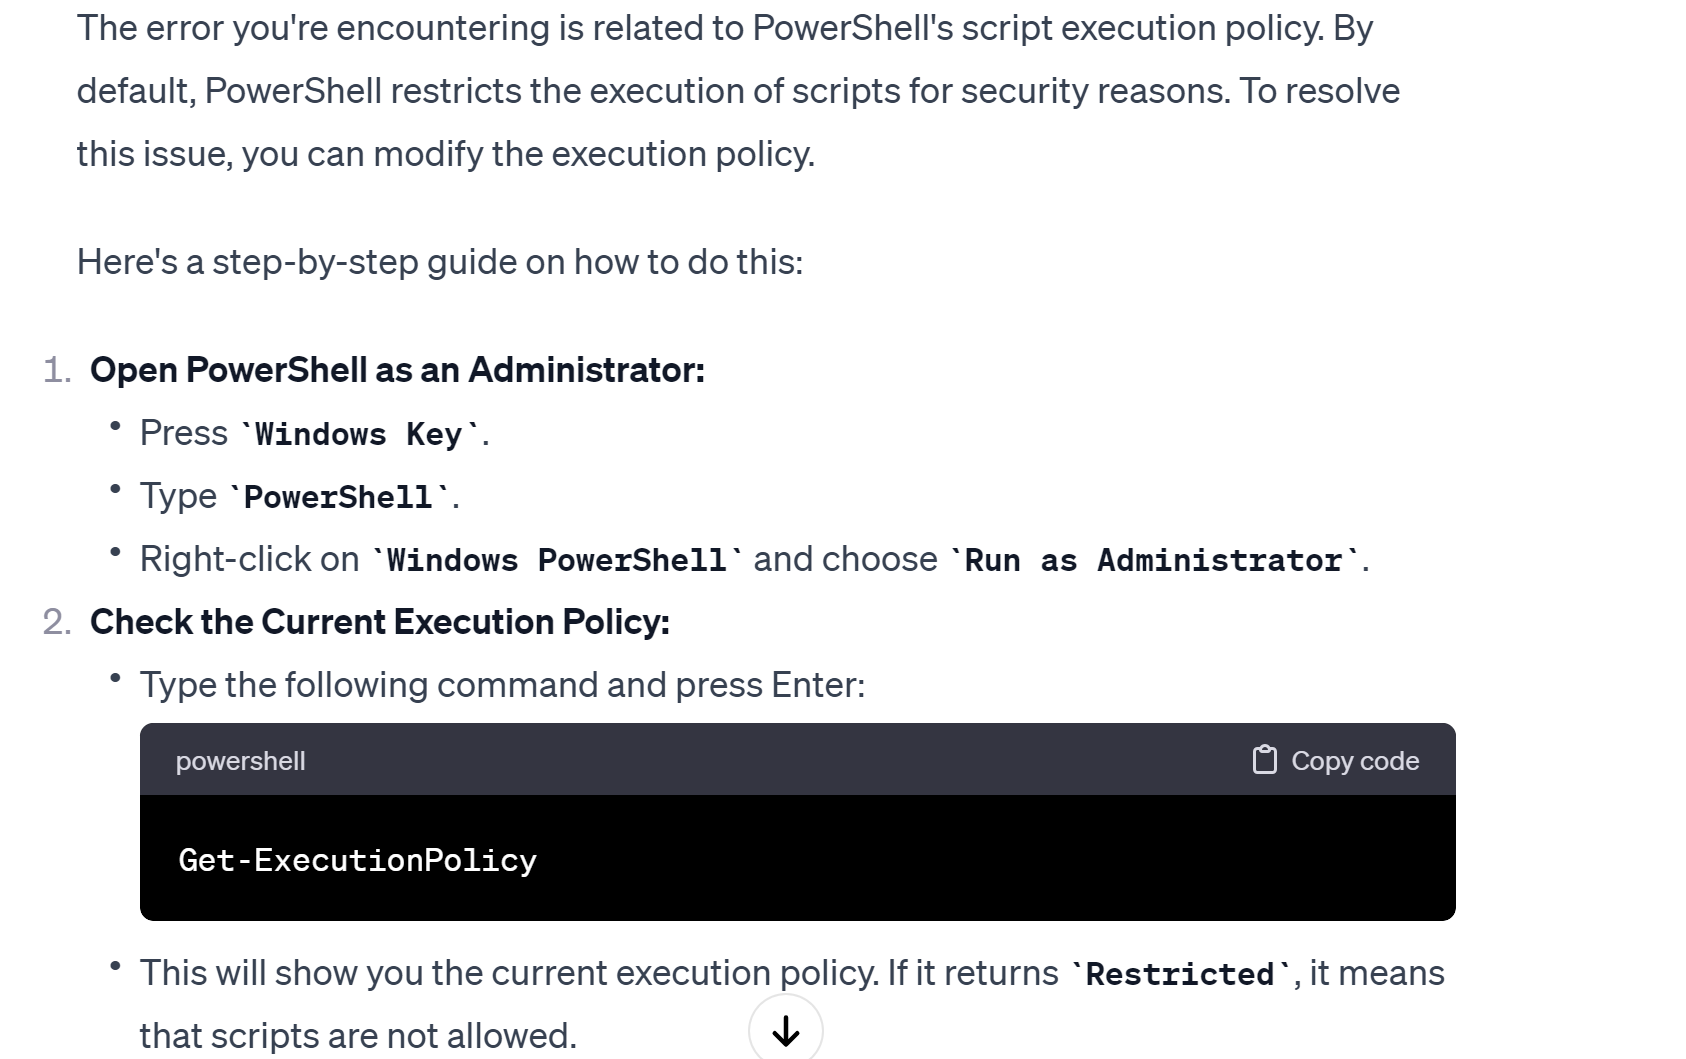 The error you're encountering is related to PowerShell's script execution policy. By
default, PowerShell restricts the execution of scripts for security reasons. To resolve
this issue, you can modify the execution policy.
Here's a step-by-step guide on how to do this:
1. Open PowerShell as an Administrator:
• Press `Windows Key`.
• Type `PowerShell`.
• Right-click on `Windows PowerShell` and choose `Run as Administrator`.
2. Check the Current Execution Policy:
• Type the following command and press Enter:
powershell Copy code
Get-ExecutionPolicy
• This will show you the current execution policy. If it returns `Restricted`, it means
that scripts are not allowed.